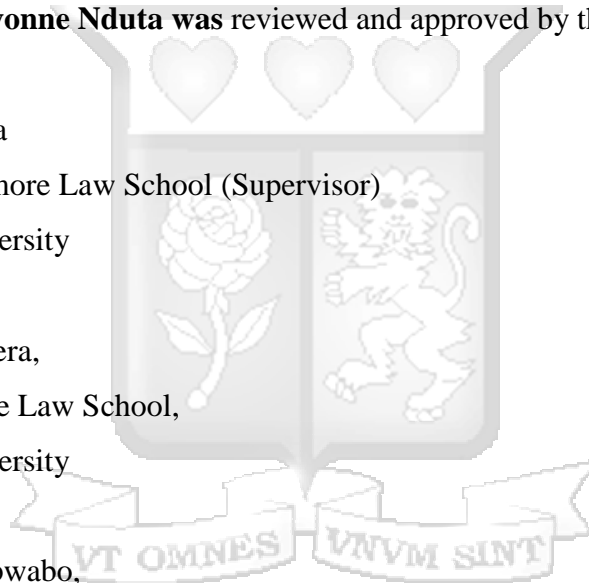 vonne Nduta was reviewed and approved by th
a
nore Law School (Supervisor)
ersity
era,
e Law School,
ersity
owabo,
VT OMNES VNVM SINT